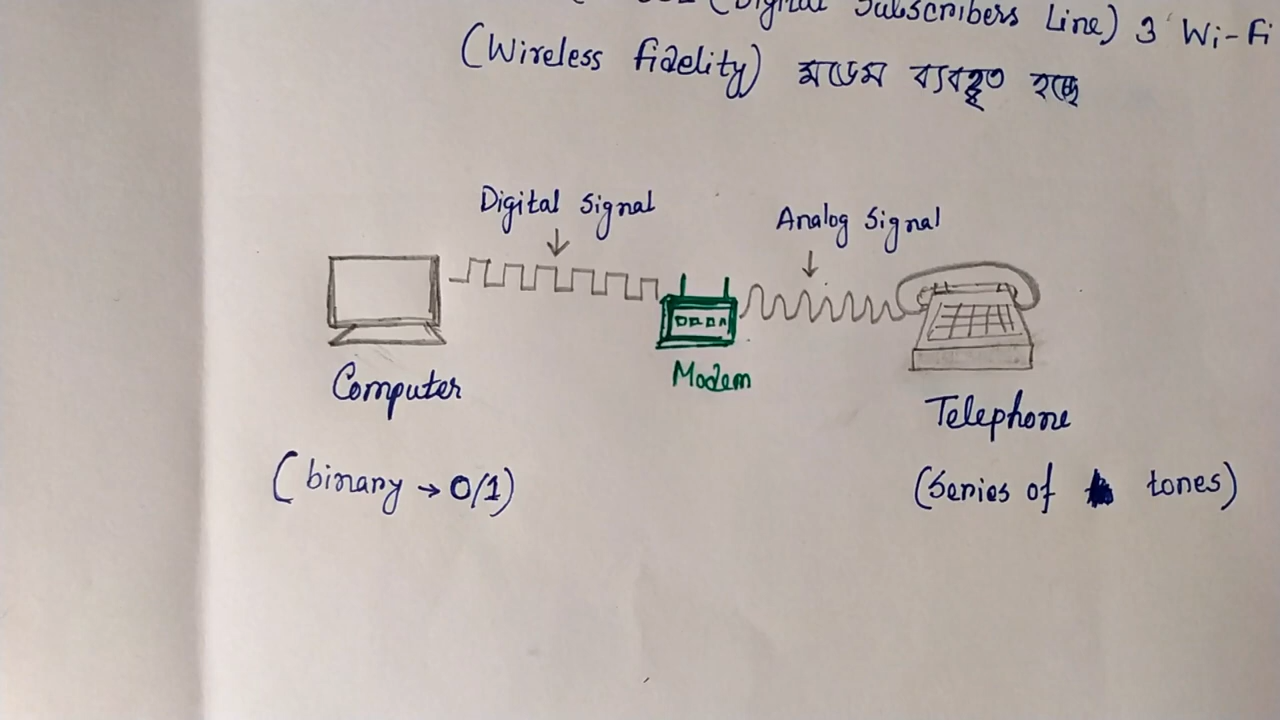 (Digital Subscribers Line) ও Wi-Fi
(Wireless fidelity) মডেম ব্যবহৃত হচ্ছে
Digital Signal
Analog Signal
Modem
Computer
Telephone
(binary → 0/1)
(Series of tones)